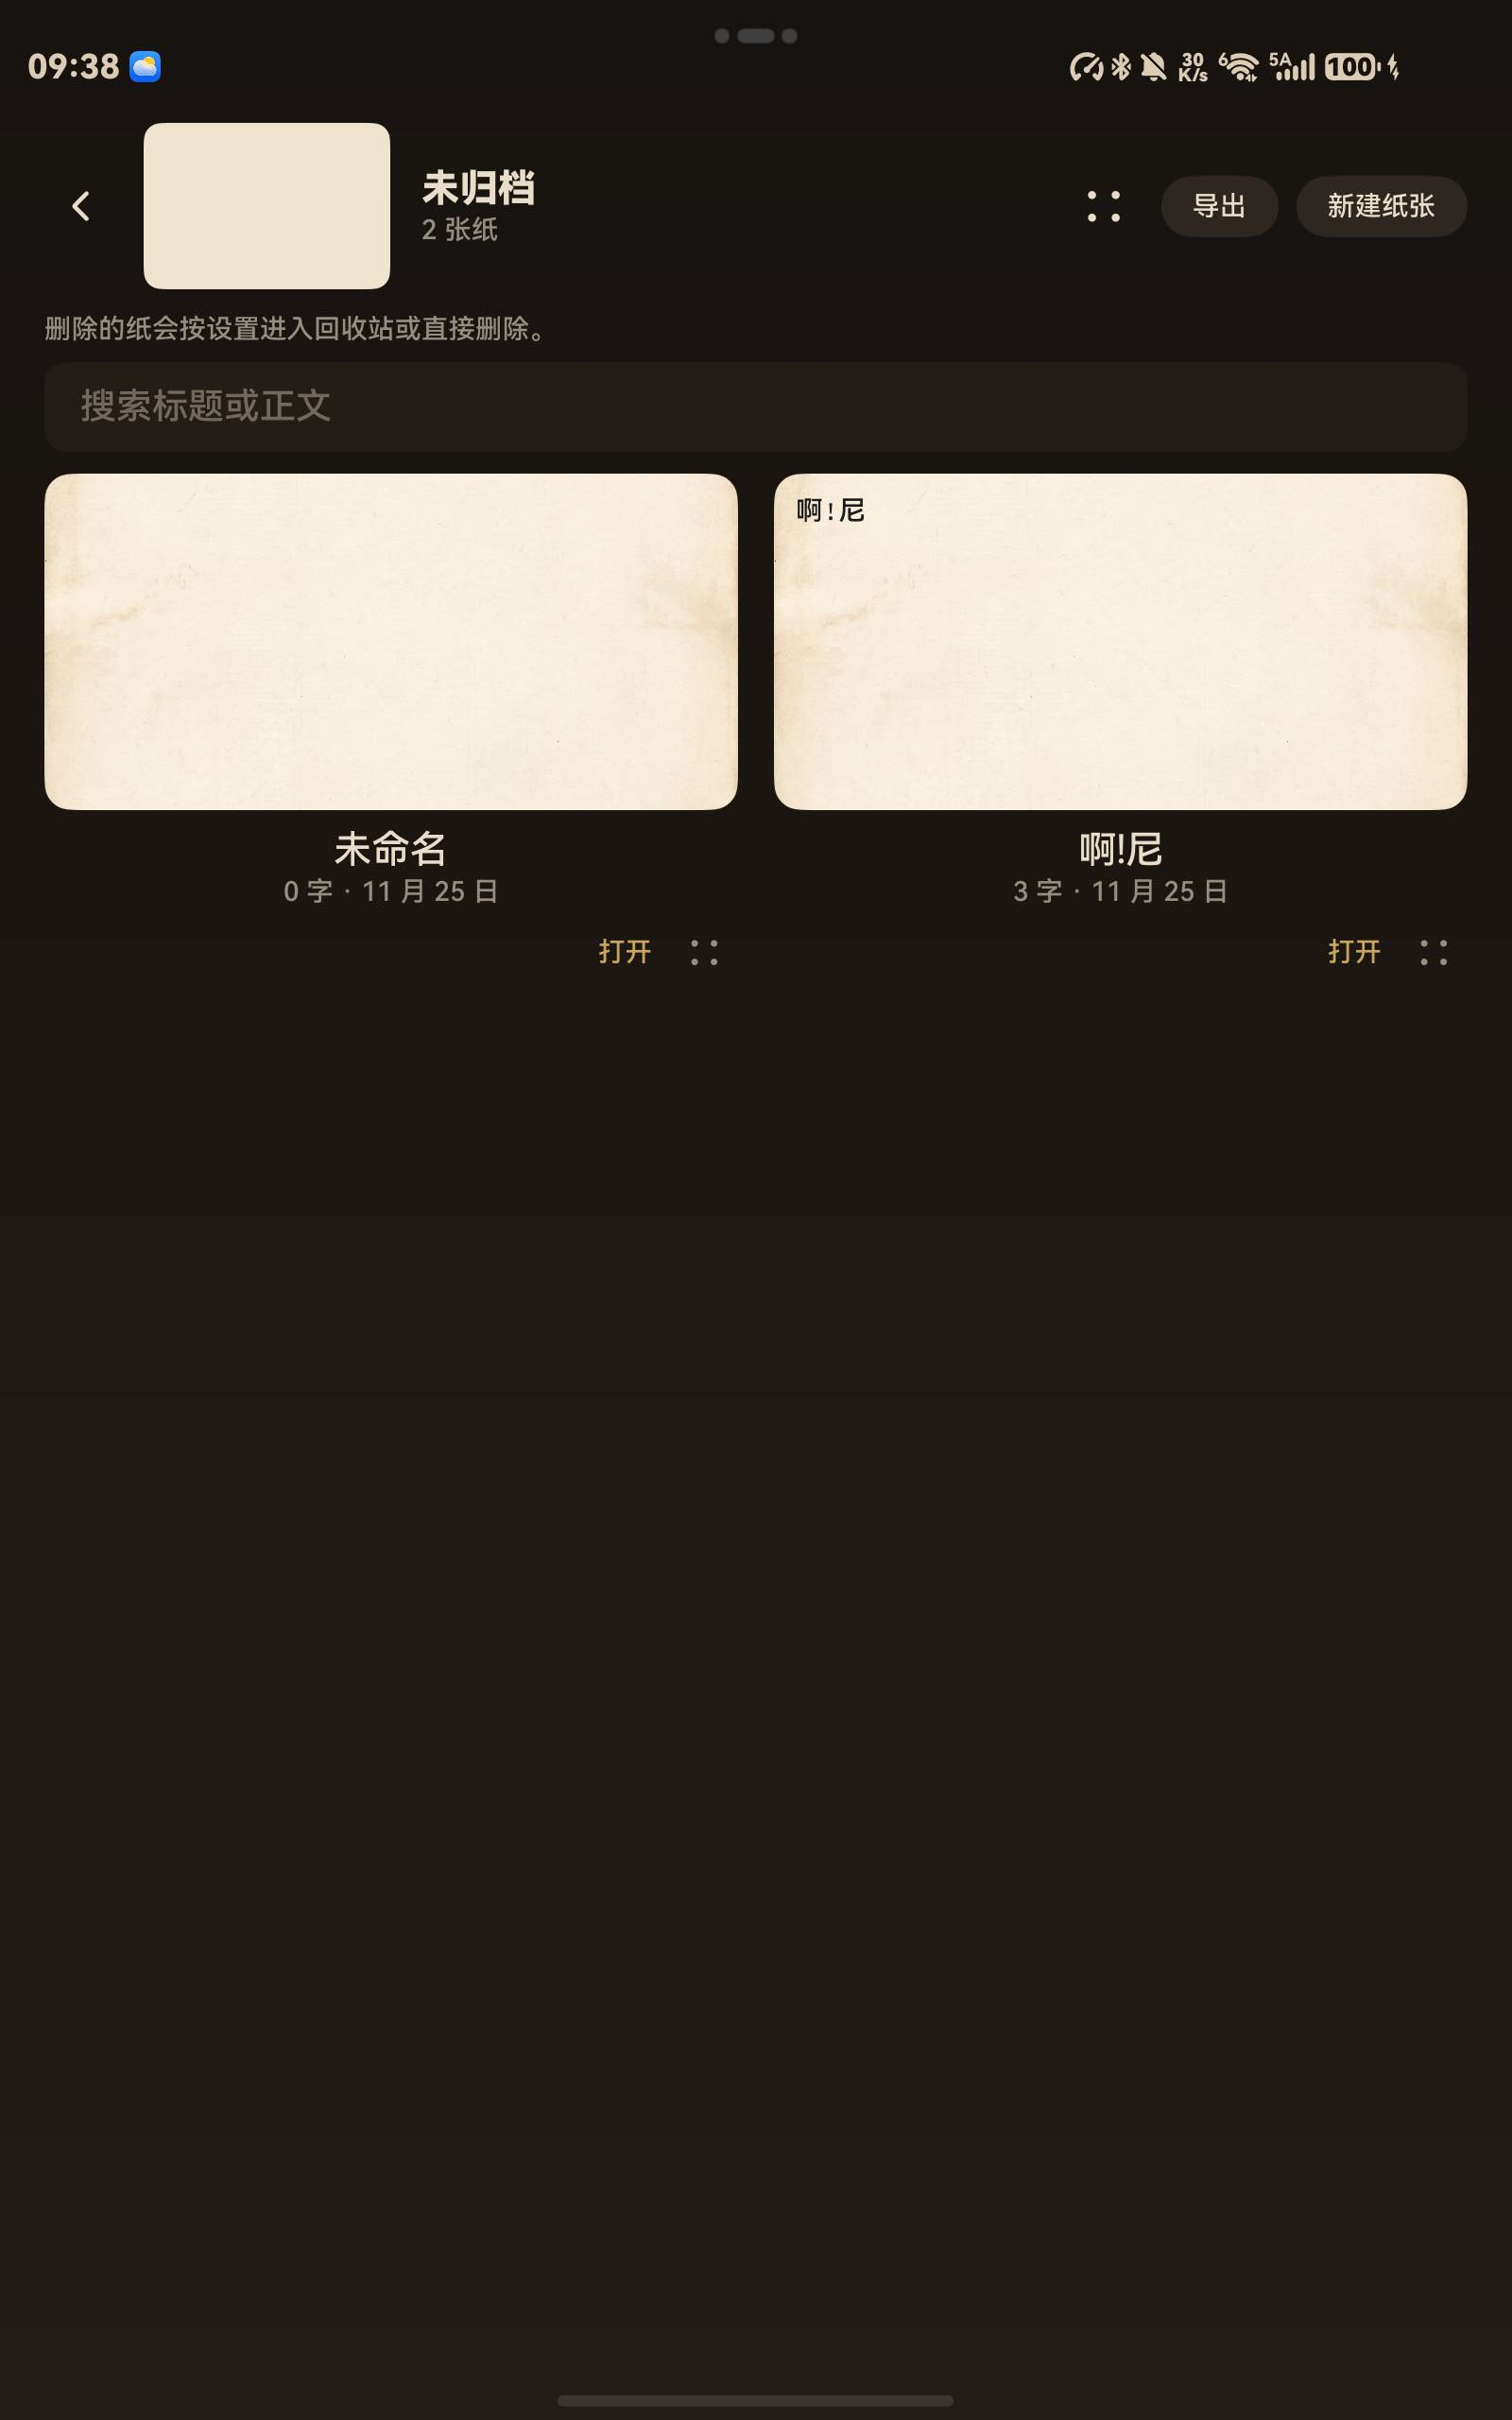 09:38 30 K/s 6 5A 100
未归档
2 张纸
导出 新建纸张
删除的纸会按设置进入回收站或直接删除。
搜索标题或正文
啊!尼
未命名
0 字 · 11 月 25 日
打开
啊!尼
3 字 · 11 月 25 日
打开